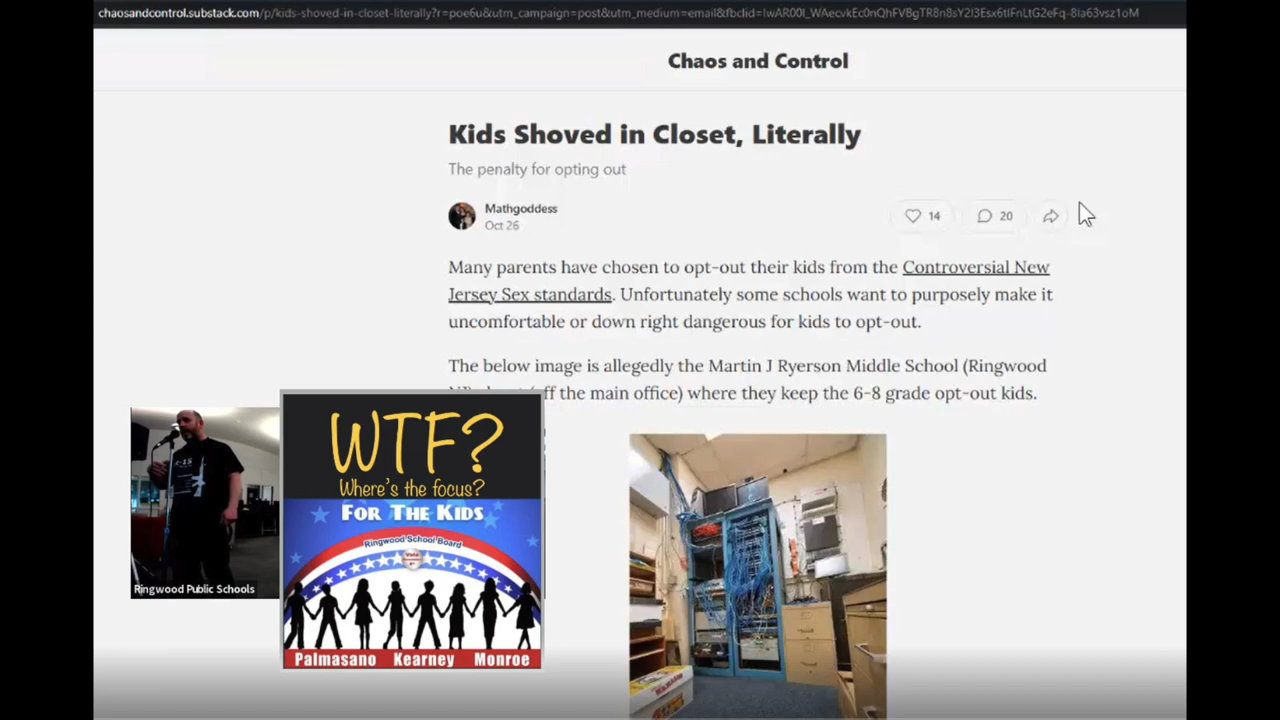 chaosandcontrol.substack.com/p/kids-shoved-in-closet-literally?r=poe6u&utm_campaign=post&utm_medium=email&fbclid=
Chaos and Control
Kids Shoved in Closet, Literally
The penalty for opting out
Mathgoddess
Oct 26
14
20
Many parents have chosen to opt-out their kids from the Controversial New
Jersey Sex standards. Unfortunately some schools want to purposely make it
uncomfortable or down right dangerous for kids to opt-out.
The below image is allegedly the Martin J Ryerson Middle School (Ringwood
off the main office) where they keep the 6-8 grade opt-out kids.
WTF?
Where's the focus?
FOR THE KIDS
Ringwood School Board
Vote
Palmasano Kearney Monroe
Ringwood Public Schools